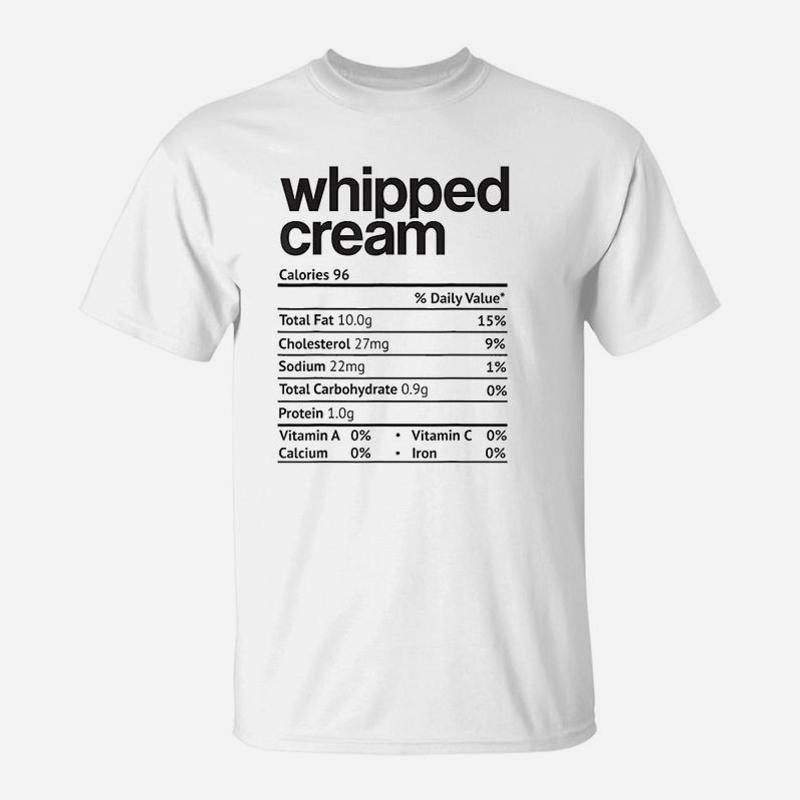 whipped
cream
Calories 96
% Daily Value*
Total Fat 10.0g 15%
Cholesterol 27mg 9%
Sodium 22mg 1%
Total Carbohydrate 0.9g 0%
Protein 1.0g
Vitamin A 0% • Vitamin C 0%
Calcium 0% • Iron 0%